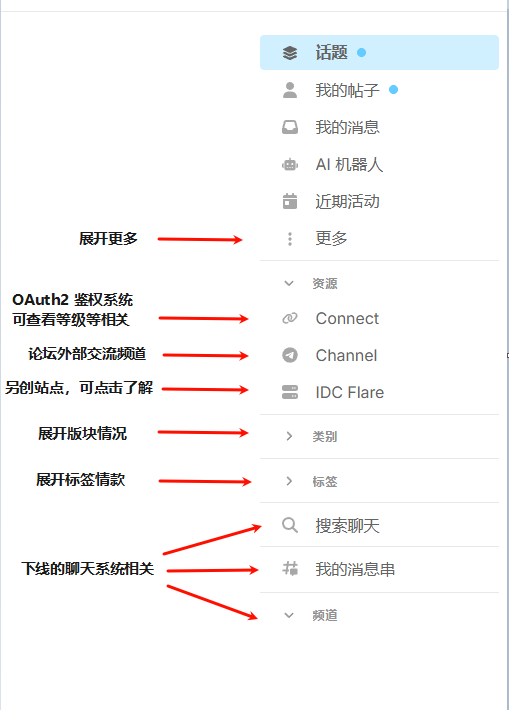 话题
我的帖子
我的消息
AI 机器人
近期活动
展开更多
更多
资源
OAuth2 鉴权系统
可查看等级等相关
Connect
论坛外部交流频道
Channel
另创站点，可点击了解
IDC Flare
展开版块情况
类别
展开标签情款
标签
搜索聊天
下线的聊天系统相关
我的消息串
频道